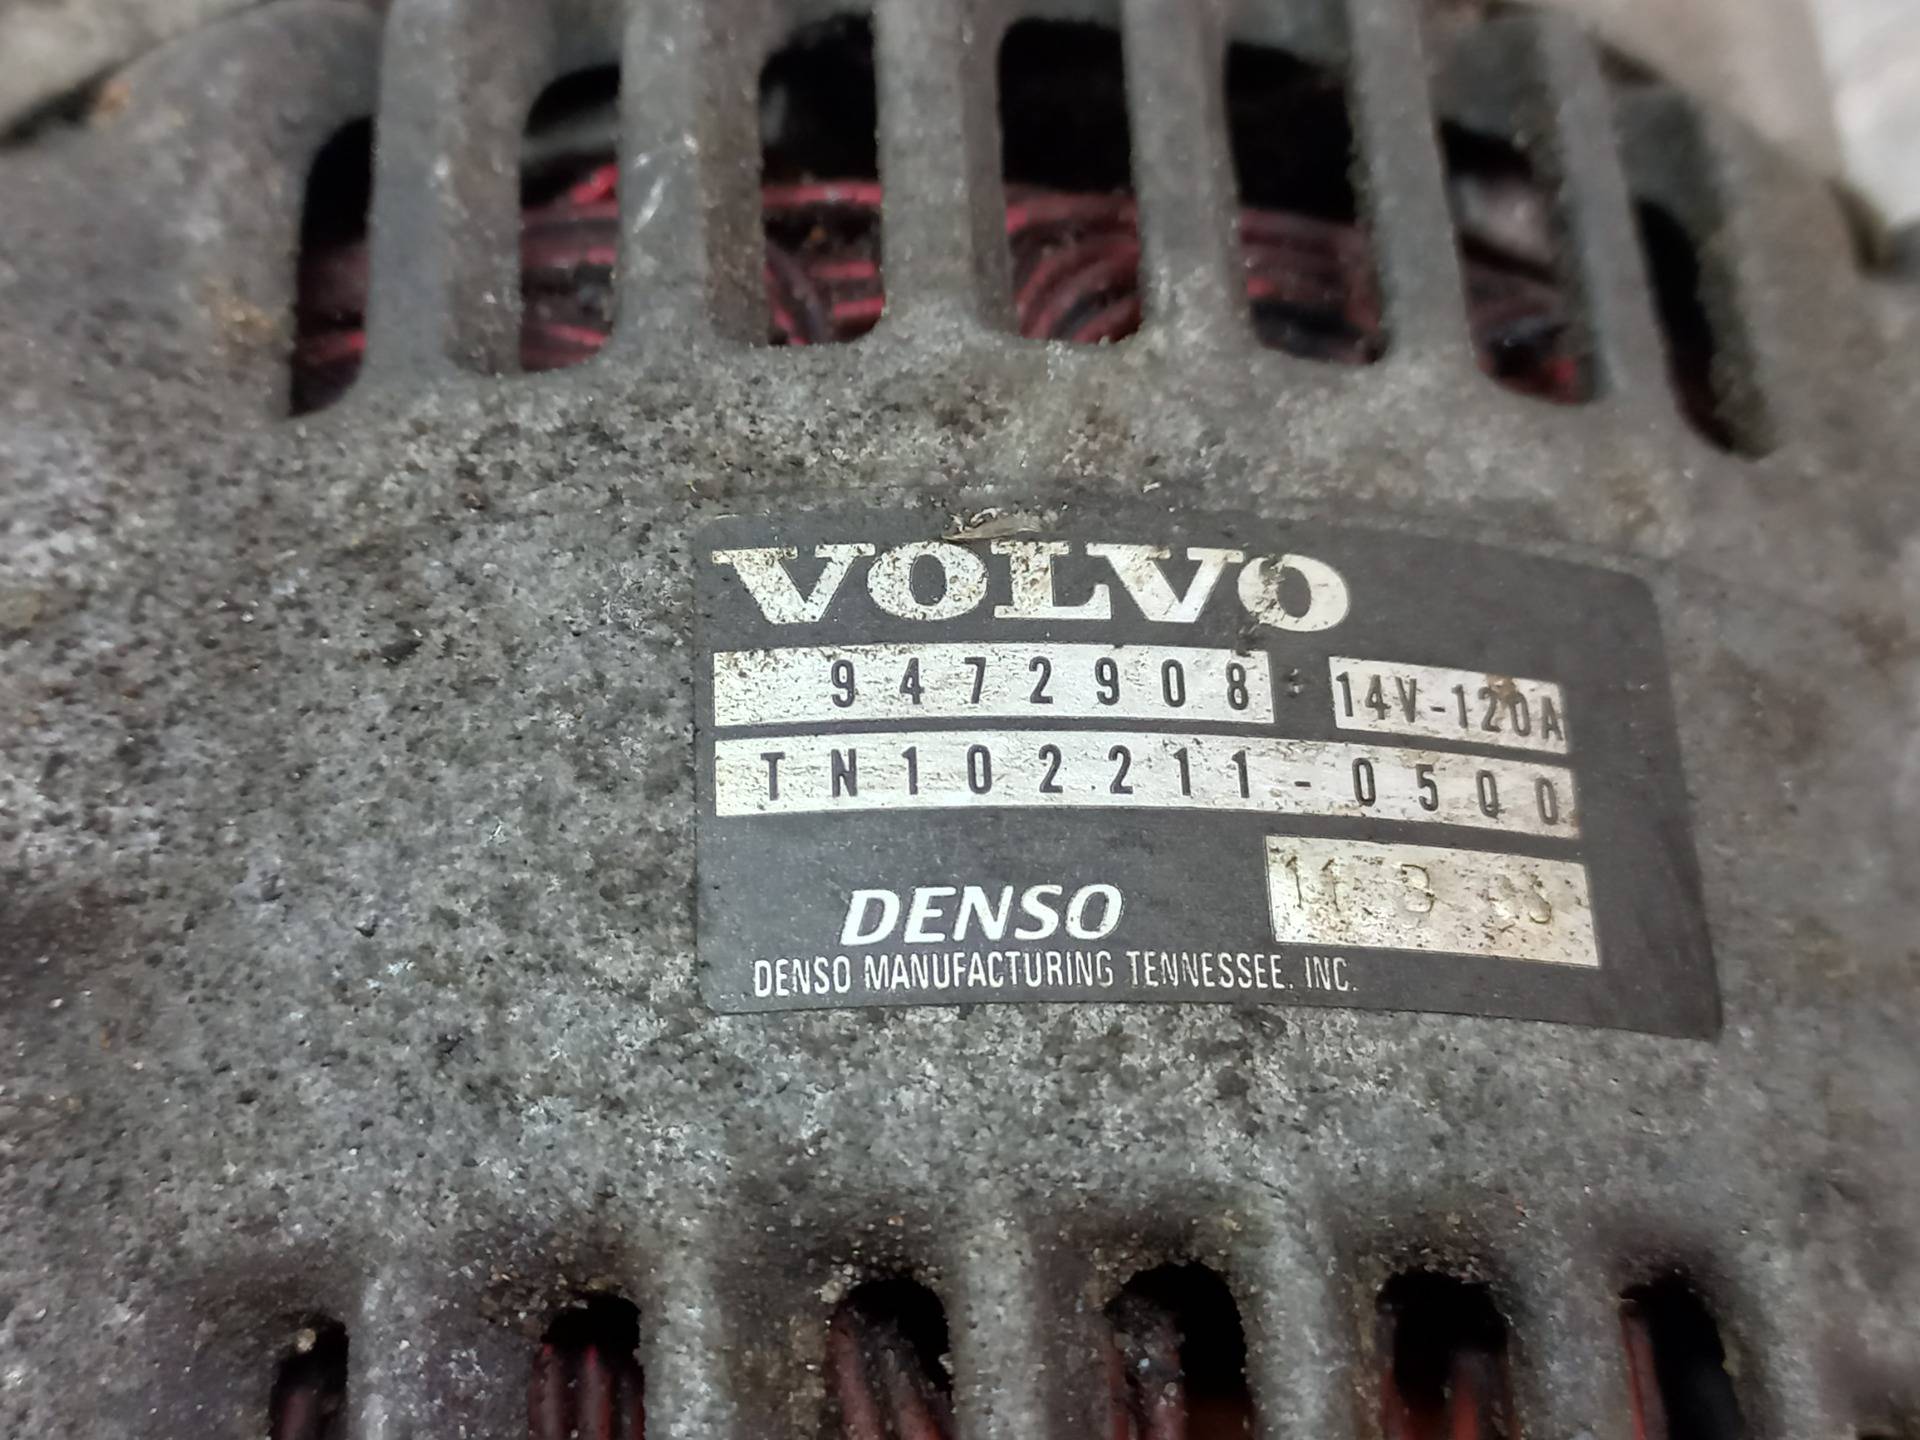 VOLVO
9472908 14V-120A
TN102211-0500
DENSO
DENSO MANUFACTURING TENNESSEE, INC.